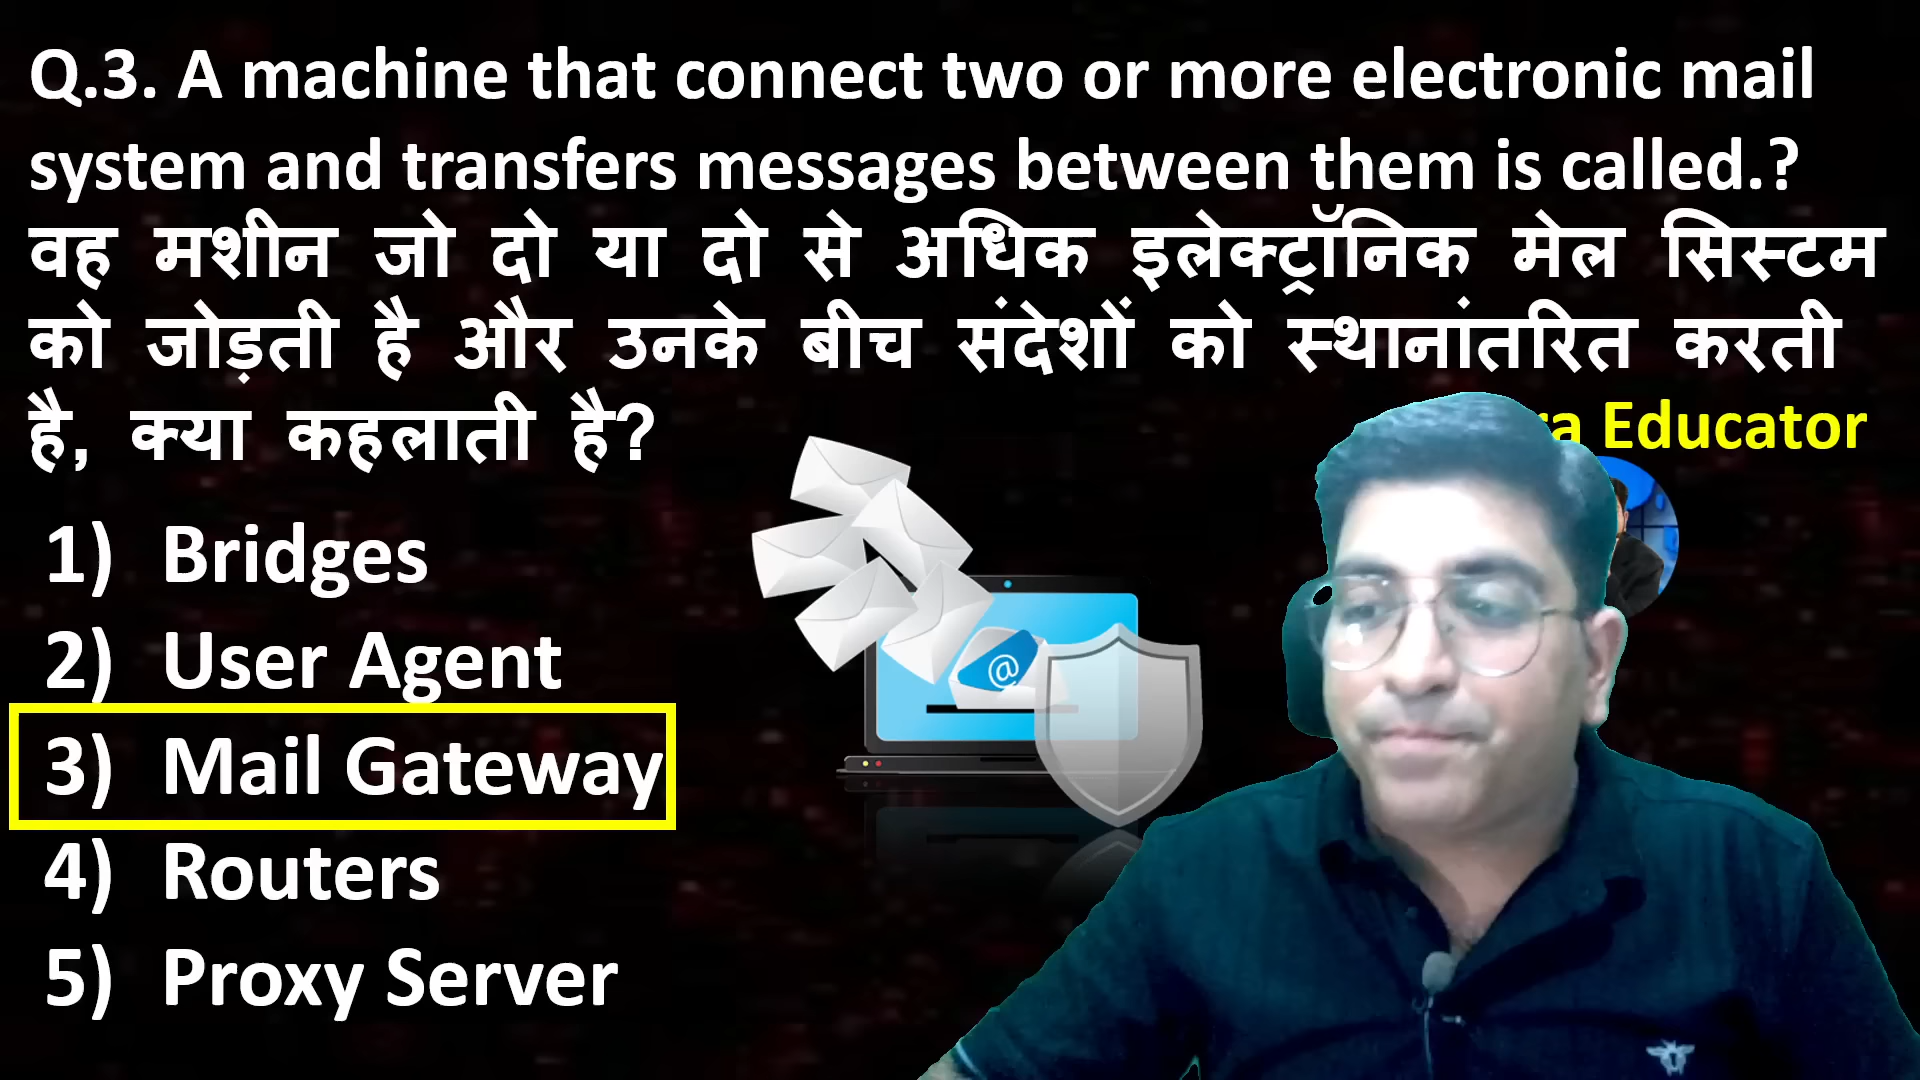 Q.3. A machine that connect two or more electronic mail
system and transfers messages between them is called.?
वह मशीन जो दो या दो से अधिक इलेक्ट्रॉनिक मेल सिस्टम
को जोड़ती है और उनके बीच संदेशों को स्थानांतरित करती
है, क्या कहलाती है?
Educator
1) Bridges
2) User Agent
@
3) Mail Gateway
4) Routers
5) Proxy Server